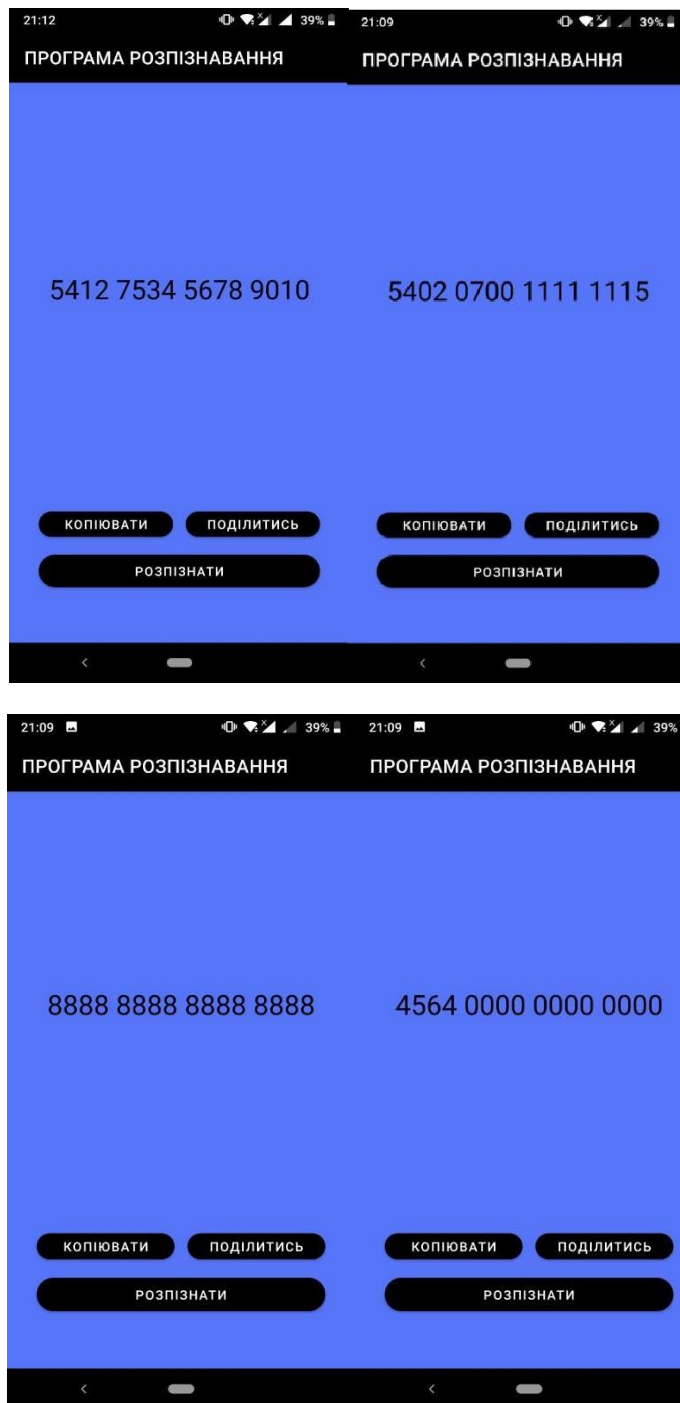 21:12 39%
ПРОГРАМА РОЗПІЗНАВАННЯ
5412 7534 5678 9010
КОПІЮВАТИ ПОДІЛИТИСЬ
РОЗПІЗНАТИ
21:09 39%
ПРОГРАМА РОЗПІЗНАВАННЯ
5402 0700 1111 1115
КОПІЮВАТИ ПОДІЛИТИСЬ
РОЗПІЗНАТИ
21:09 39%
ПРОГРАМА РОЗПІЗНАВАННЯ
8888 8888 8888 8888
КОПІЮВАТИ ПОДІЛИТИСЬ
РОЗПІЗНАТИ
21:09 39%
ПРОГРАМА РОЗПІЗНАВАННЯ
4564 0000 0000 0000
КОПІЮВАТИ ПОДІЛИТИСЬ
РОЗПІЗНАТИ